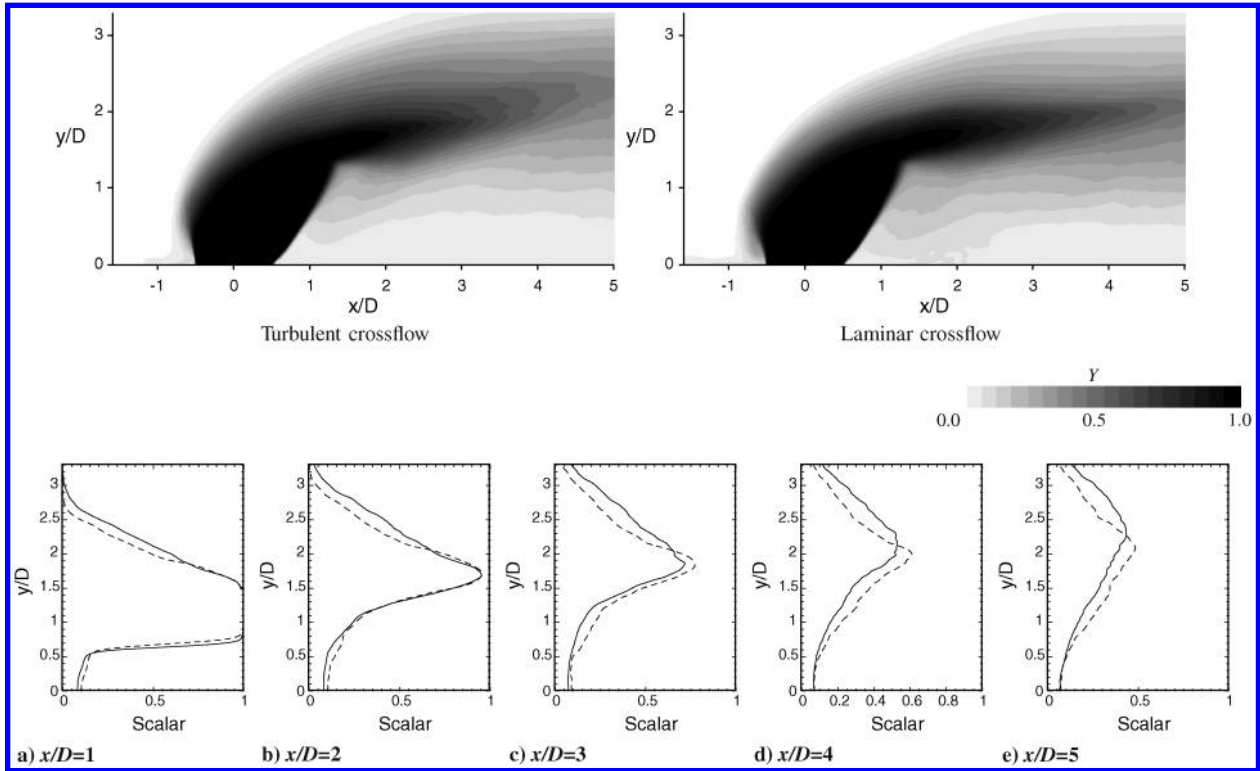 3
2
y/D
1
0
-1 0 1 2 3 4 5
x/D
Turbulent crossflow
3
2
y/D
1
0
-1 0 1 2 3 4 5
x/D
Laminar crossflow
Y
0.0 0.5 1.0
3
2.5
2
1.5
1
0.5
0
y/D
0 0.5 1
Scalar
a) x/D=1
3
2.5
2
1.5
1
0.5
0
y/D
0 0.5 1
Scalar
b) x/D=2
3
2.5
2
1.5
1
0.5
0
y/D
0 0.5 1
Scalar
c) x/D=3
3
2.5
2
1.5
1
0.5
0
y/D
0 0.2 0.4 0.6 0.8 1
Scalar
d) x/D=4
3
2.5
2
1.5
1
0.5
0
y/D
0 0.5 1
Scalar
e) x/D=5